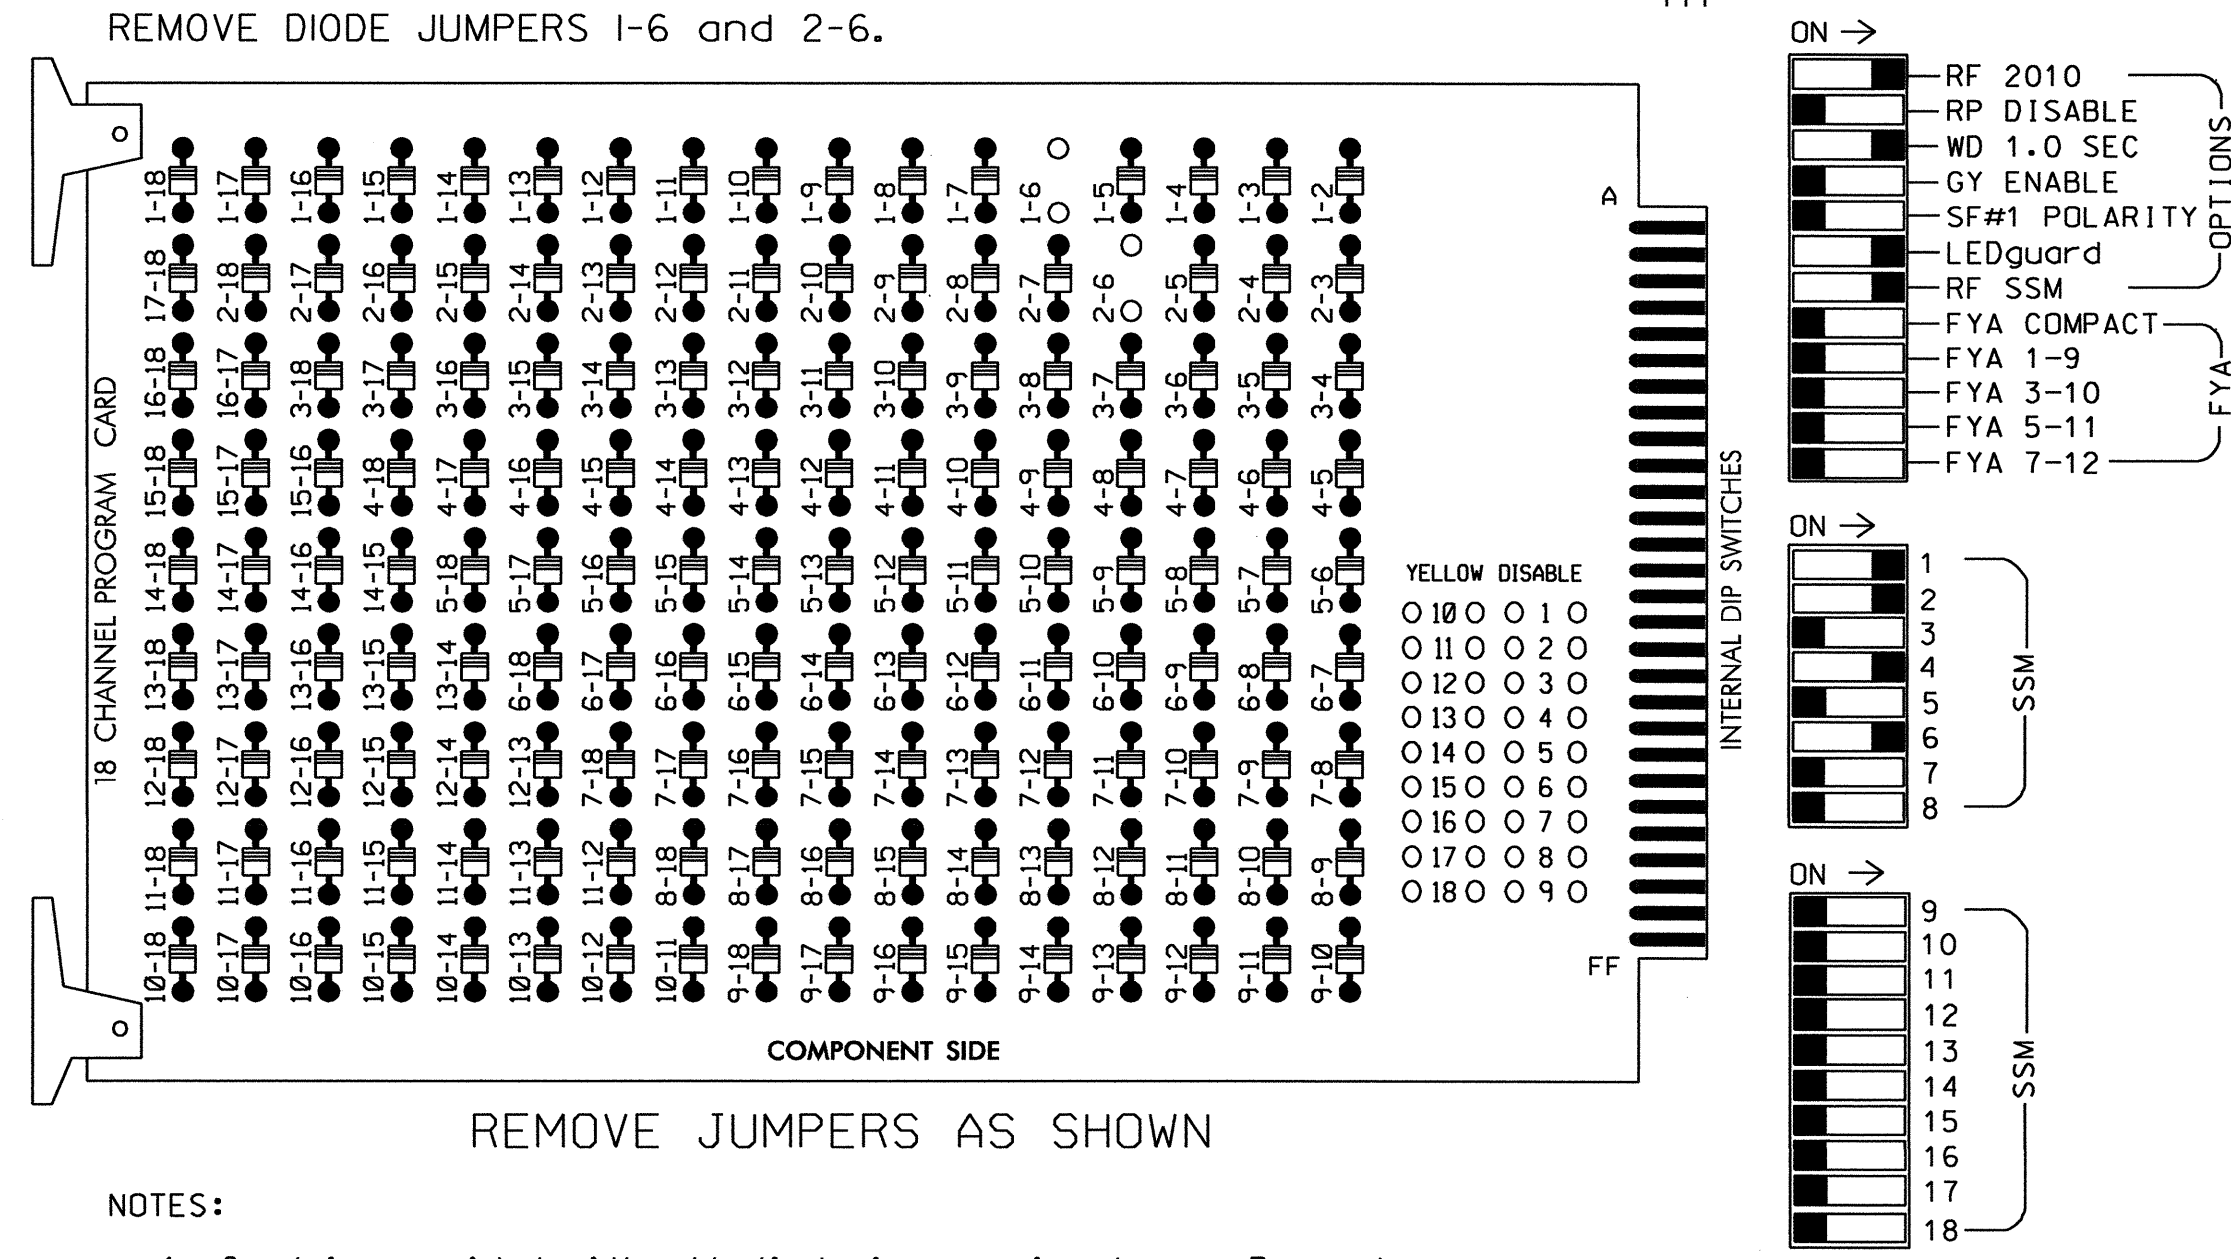 REMOVE DIODE JUMPERS 1-6 and 2-6.
18 CHANNEL PROGRAM CARD
1-18 1-17 1-16 1-15 1-14 1-13 1-12 1-11 1-10 1-9 1-8 1-7 1-6 1-5 1-4 1-3 1-2
17-18 2-18 2-17 2-16 2-15 2-14 2-13 2-12 2-11 2-10 2-9 2-8 2-7 2-6 2-5 2-4 2-3
16-18 16-17 3-18 3-17 3-16 3-15 3-14 3-13 3-12 3-11 3-10 3-9 3-8 3-7 3-6 3-5 3-4
15-18 15-17 15-16 4-18 4-17 4-16 4-15 4-14 4-13 4-12 4-11 4-10 4-9 4-8 4-7 4-6 4-5
14-18 14-17 14-16 14-15 5-18 5-17 5-16 5-15 5-14 5-13 5-12 5-11 5-10 5-9 5-8 5-7 5-6
13-18 13-17 13-16 13-15 13-14 6-18 6-17 6-16 6-15 6-14 6-13 6-12 6-11 6-10 6-9 6-8 6-7
12-18 12-17 12-16 12-15 12-14 12-13 7-18 7-17 7-16 7-15 7-14 7-13 7-12 7-11 7-10 7-9 7-8
11-18 11-17 11-16 11-15 11-14 11-13 11-12 8-18 8-17 8-16 8-15 8-14 8-13 8-12 8-11 8-10 8-9
10-18 10-17 10-16 10-15 10-14 10-13 10-12 10-11 9-18 9-17 9-16 9-15 9-14 9-13 9-12 9-11 9-10
YELLOW DISABLE
10 1
11 2
12 3
13 4
14 5
15 6
16 7
17 8
18 9
A
FF
COMPONENT SIDE
REMOVE JUMPERS AS SHOWN
NOTES:
INTERNAL DIP SWITCHES
ON →
RF 2010
RP DISABLE
WD 1.0 SEC
GY ENABLE
SF#1 POLARITY
LEDguard
RF SSM
OPTIONS
FYA COMPACT
FYA 1-9
FYA 3-10
FYA 5-11
FYA 7-12
FYA
ON →
1
2
3
4
5
6
7
8
SSM
ON →
9
10
11
12
13
14
15
16
17
18
SSM